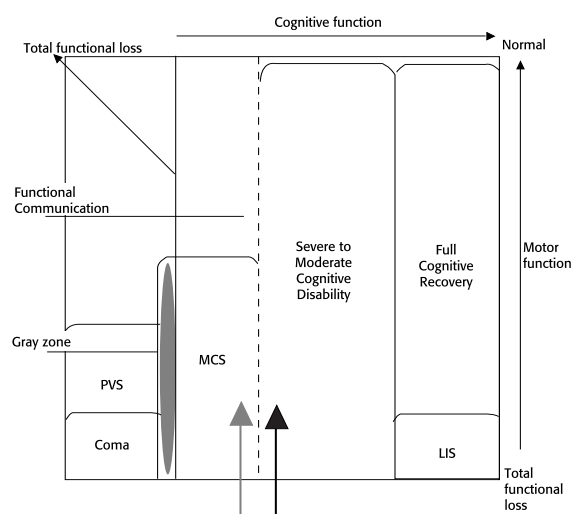 Cognitive function
Total functional loss
Normal
Functional
Communication
Severe to
Moderate
Cognitive
Disability
Full
Cognitive
Recovery
Motor
function
Gray zone
MCS
PVS
Coma
LIS
Total
functional
loss